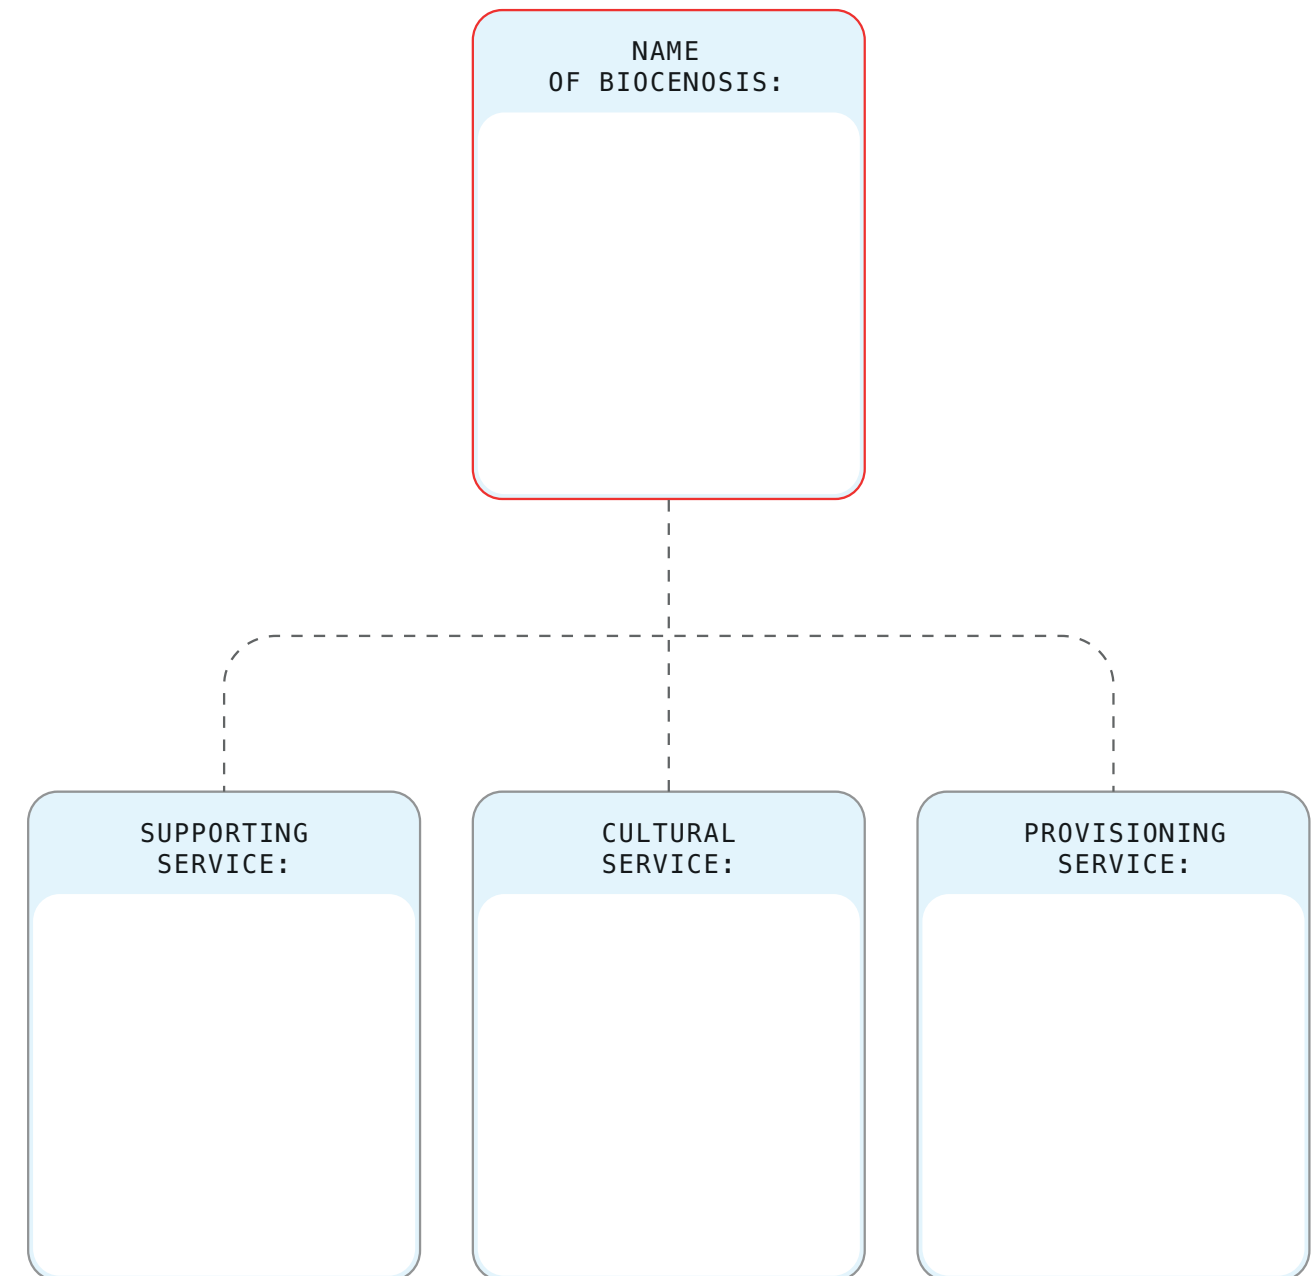 NAME
OF BIOCENOSIS:
SUPPORTING
SERVICE:
CULTURAL
SERVICE:
PROVISIONING
SERVICE: